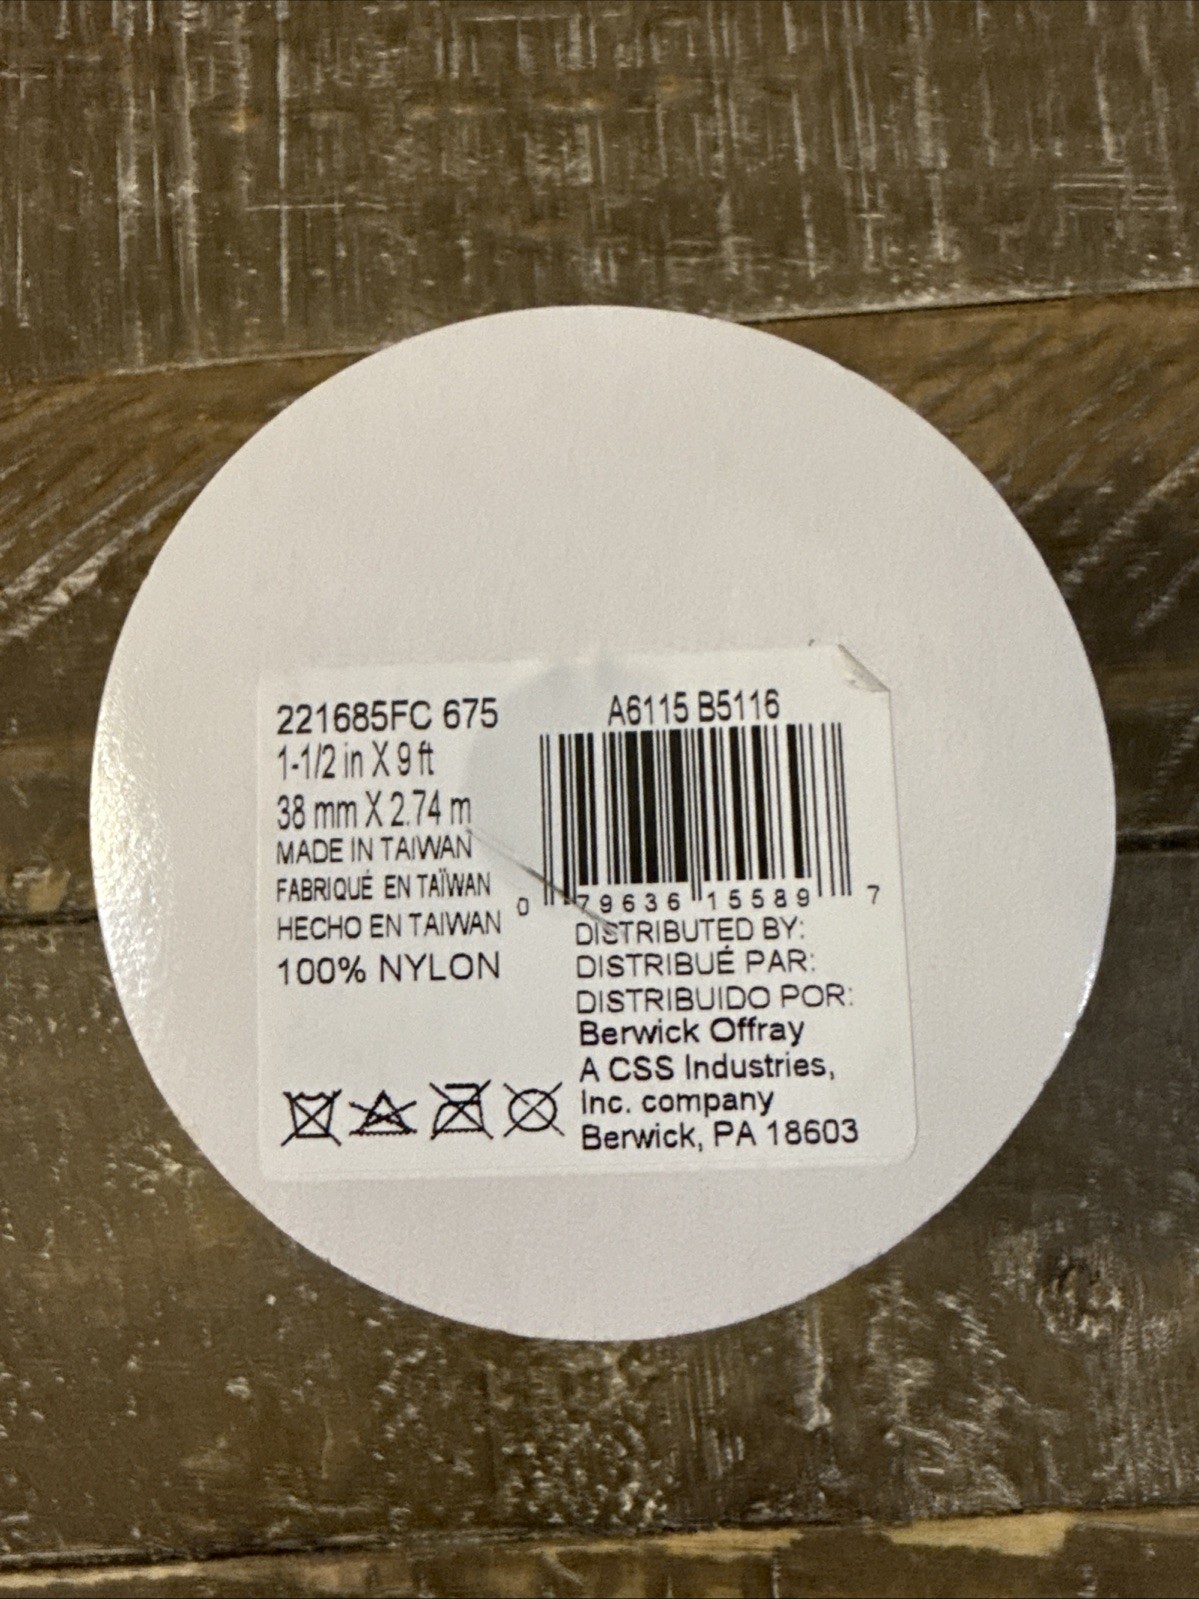 221685FC 675
1-1/2 in X 9 ft
38 mm X 2.74 m
MADE IN TAIWAN
FABRIQUÉ EN TAÏWAN
HECHO EN TAIWAN
100% NYLON
A6115 B5116
0 79636 15589 7
DISTRIBUTED BY:
DISTRIBUÉ PAR:
DISTRIBUIDO POR:
Berwick Offray
A CSS Industries,
Inc. company
Berwick, PA 18603